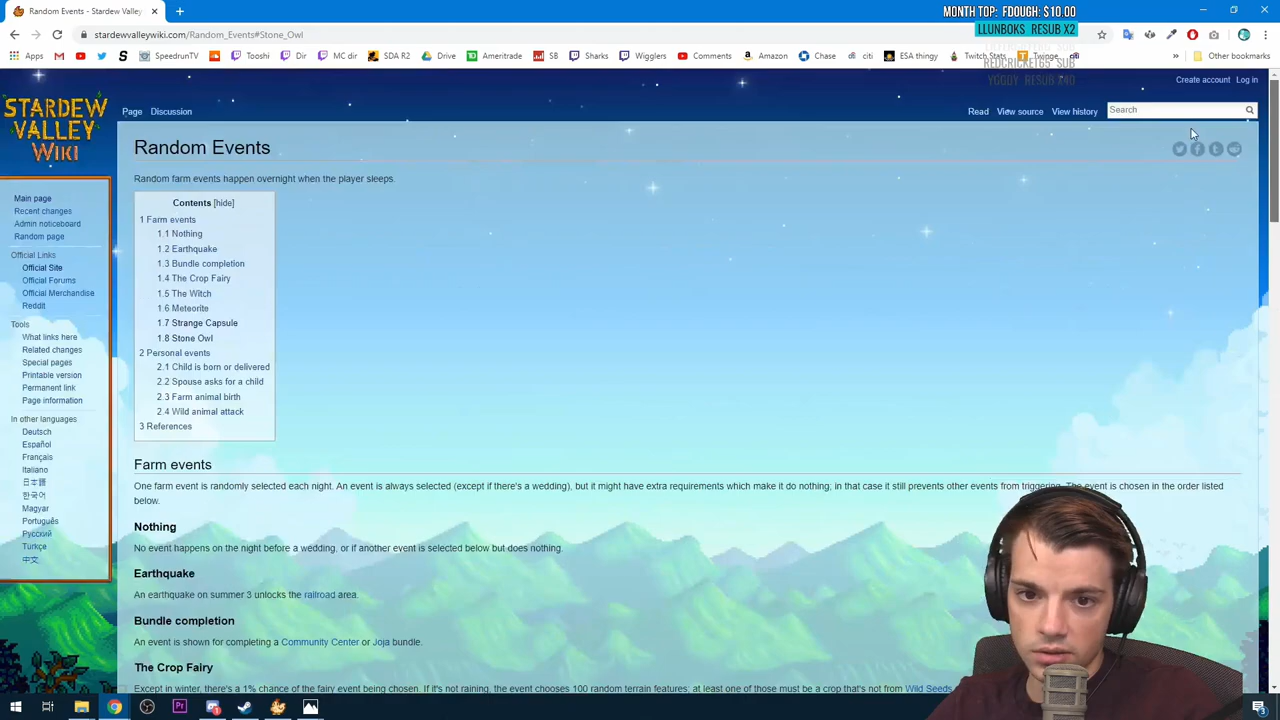 Random Events - Stardew Valley
MONTH TOP: FDOUGH: $10.00
LLUNBOKS RESUB X2
stardewvalleywiki.com/Random_Events#Stone_Owl
REDCRICKET65 SUB
YGGDY RESUB X40
Apps
SpeedrunTV
Tooshi
Dir
MC dir
SDA R2
Drive
Ameritrade
SB
Sharks
Wigglers
Comments
Amazon
Chase
citi
ESA thingy
Twitch Stats
Twinge
Other bookmarks
Create account
Log in
STARDEW
VALLEY
WIKI
Page
Discussion
Read
View source
View history
Search
Main page
Recent changes
Admin noticeboard
Random page
Official Links
Official Site
Official Forums
Official Merchandise
Reddit
Tools
What links here
Related changes
Special pages
Printable version
Permanent link
Page information
In other languages
Deutsch
Español
Français
Italiano
日本語
한국어
Magyar
Português
Русский
Türkçe
中文
Random Events
Random farm events happen overnight when the player sleeps.
Contents [hide]
1 Farm events
1.1 Nothing
1.2 Earthquake
1.3 Bundle completion
1.4 The Crop Fairy
1.5 The Witch
1.6 Meteorite
1.7 Strange Capsule
1.8 Stone Owl
2 Personal events
2.1 Child is born or delivered
2.2 Spouse asks for a child
2.3 Farm animal birth
2.4 Wild animal attack
3 References
Farm events
One farm event is randomly selected each night. An event is always selected (except if there's a wedding), but it might have extra requirements which make it do nothing, in that case it still prevents other events from triggering. The event is chosen in the order listed
below.
Nothing
No event happens on the night before a wedding, or if another event is selected below but does nothing.
Earthquake
An earthquake on summer 3 unlocks the railroad area.
Bundle completion
An event is shown for completing a Community Center or Joja bundle.
The Crop Fairy
Except in winter, there's a 1% chance of the fairy event being chosen. If it's not raining, the event chooses 100 random terrain features; at least one of those must be a crop that's not from Wild Seeds